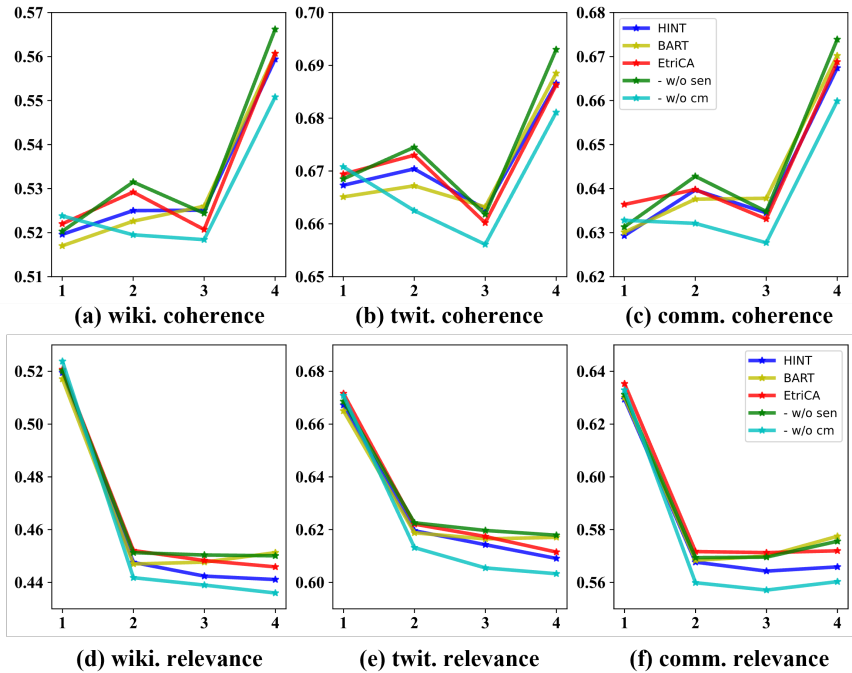 0.57
0.56
0.55
0.54
0.53
0.52
0.51
1 2 3 4
(a) wiki. coherence
0.70
0.69
0.68
0.67
0.66
0.65
1 2 3 4
(b) twit. coherence
0.68
0.67
0.66
0.65
0.64
0.63
0.62
HINT
BART
EtriCA
- w/o sen
- w/o cm
1 2 3 4
(c) comm. coherence
0.52
0.50
0.48
0.46
0.44
1 2 3 4
(d) wiki. relevance
0.68
0.66
0.64
0.62
0.60
1 2 3 4
(e) twit. relevance
0.64
0.62
0.60
0.58
0.56
HINT
BART
EtriCA
- w/o sen
- w/o cm
1 2 3 4
(f) comm. relevance